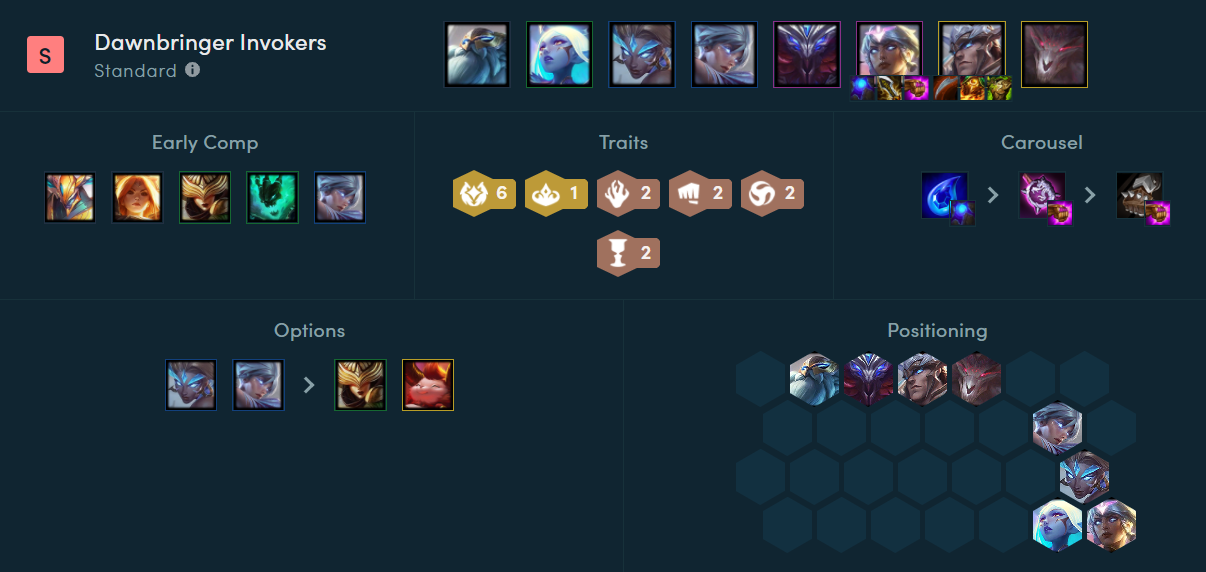 S
Dawnbringer Invokers
Standard
Early Comp
Traits
Carousel
6
1
2
2
2
2
Options
Positioning